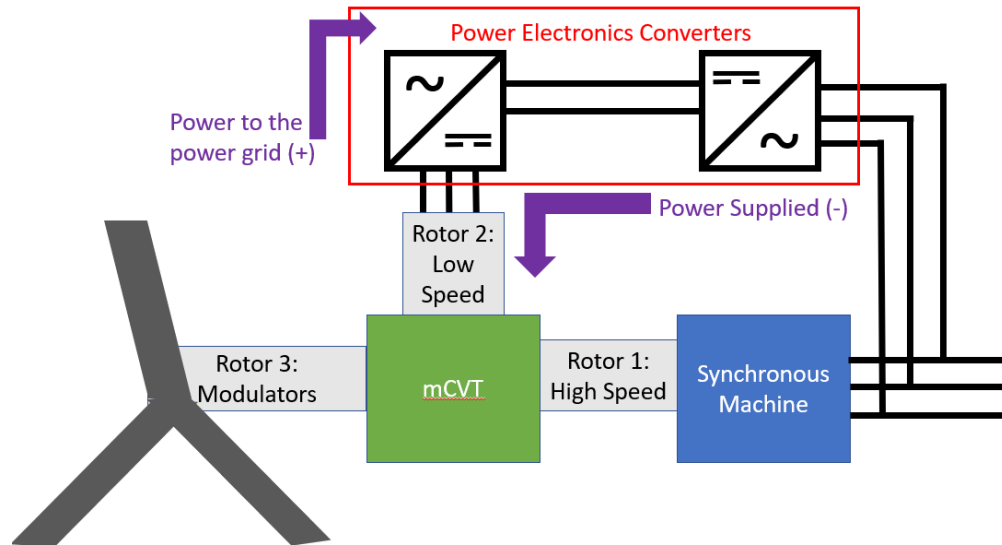 Power Electronics Converters
Power to the
power grid (+)
Power Supplied (-)
Rotor 2:
Low
Speed
Rotor 3:
Modulators
mCVT
Rotor 1:
High Speed
Synchronous
Machine